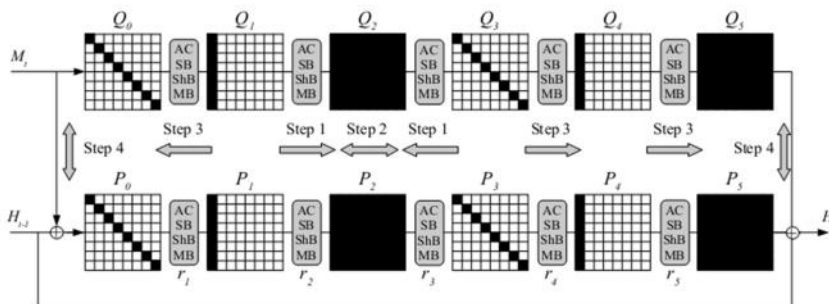 Q0 Q1 Q2 Q3 Q4 Q5
Mt
AC SB ShB MB
AC SB ShB MB
AC SB ShB MB
AC SB ShB MB
AC SB ShB MB
Step 4 Step 3 Step 1 Step 2 Step 1 Step 3 Step 3 Step 4
P0 P1 P2 P3 P4 P5
AC SB ShB MB
AC SB ShB MB
AC SB ShB MB
AC SB ShB MB
AC SB ShB MB
H
r1 r2 r3 r4 r5